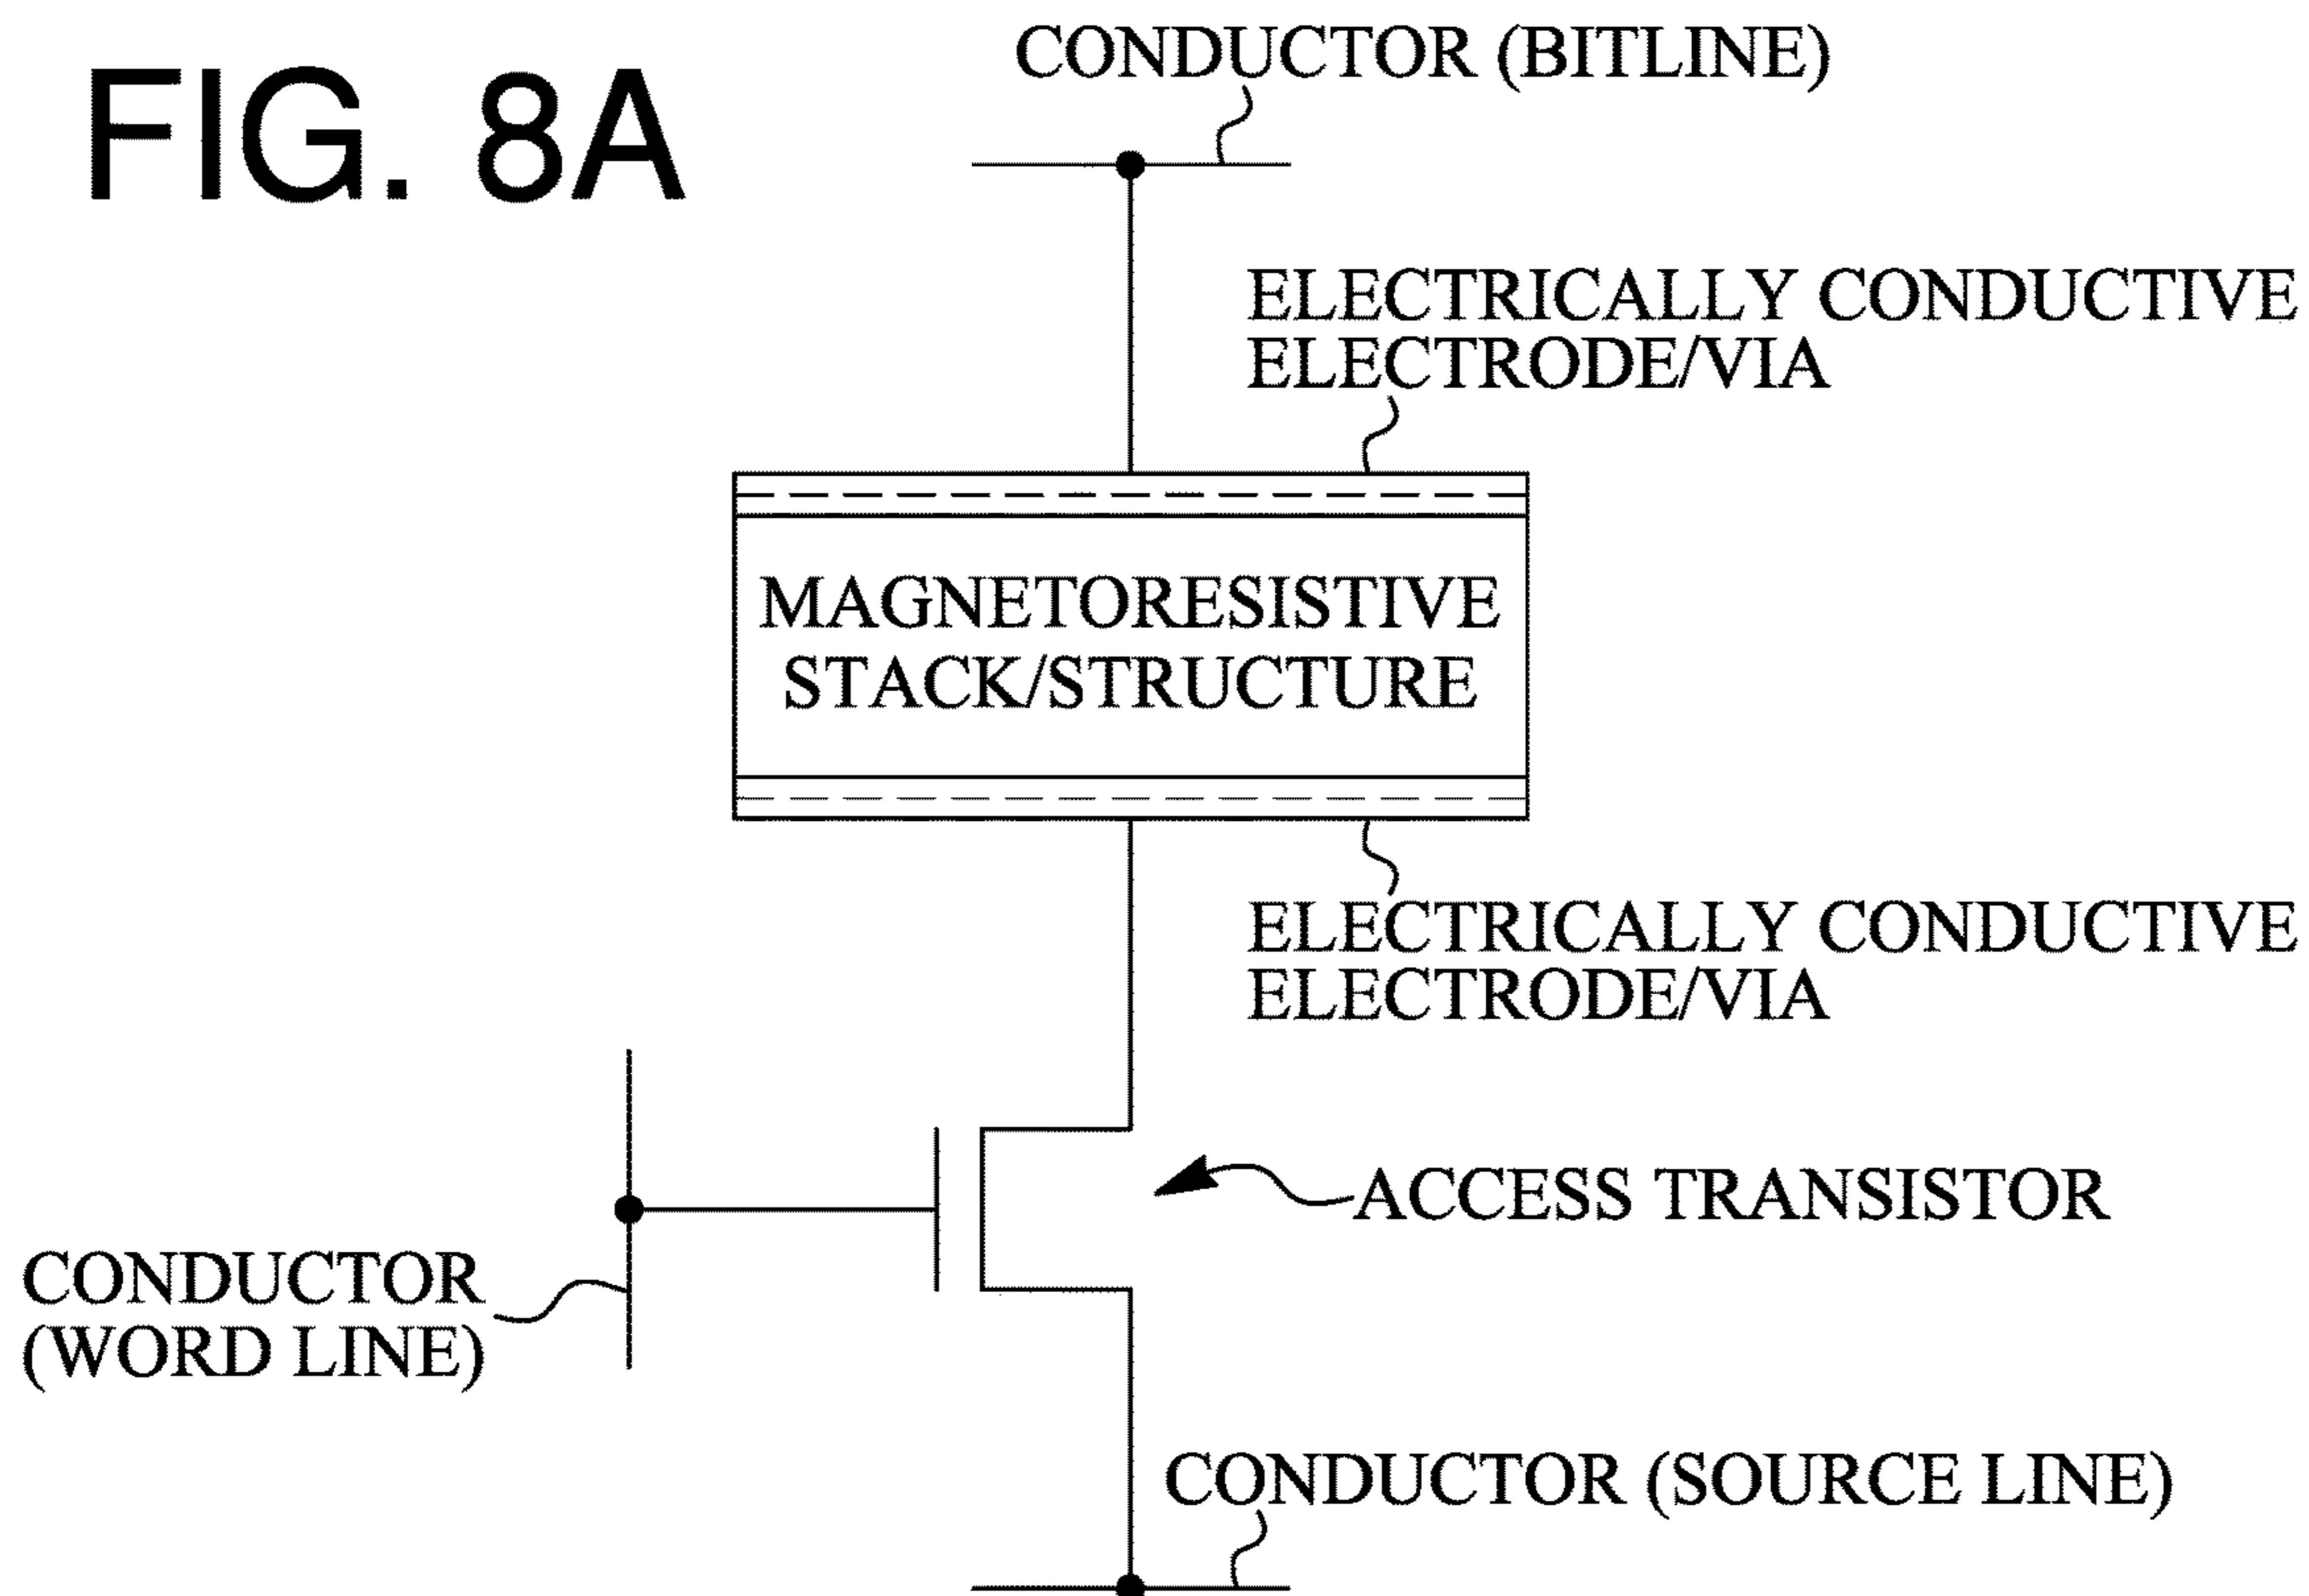 FIG. 8A
CONDUCTOR (BITLINE)
ELECTRICALLY CONDUCTIVE
ELECTRODE/VIA
MAGNETORESISTIVE
STACK/STRUCTURE
ELECTRICALLY CONDUCTIVE
ELECTRODE/VIA
ACCESS TRANSISTOR
CONDUCTOR
(WORD LINE)
CONDUCTOR (SOURCE LINE)